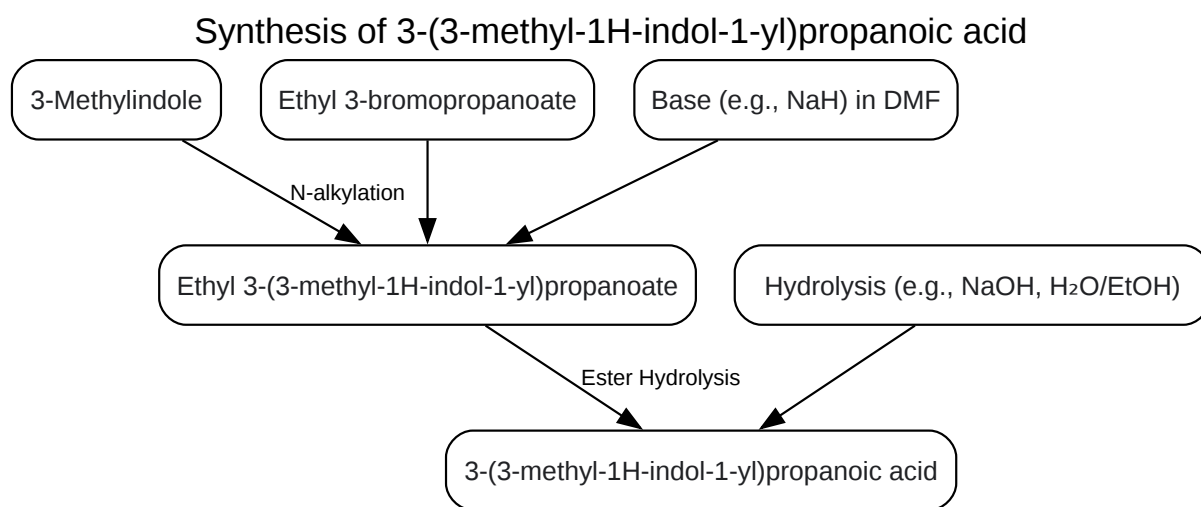 Synthesis of 3-(3-methyl-1H-indol-1-yl)propanoic acid
3-Methylindole
Ethyl 3-bromopropanoate
Base (e.g., NaH) in DMF
N-alkylation
Ethyl 3-(3-methyl-1H-indol-1-yl)propanoate
Hydrolysis (e.g., NaOH, H₂O/EtOH)
Ester Hydrolysis
3-(3-methyl-1H-indol-1-yl)propanoic acid